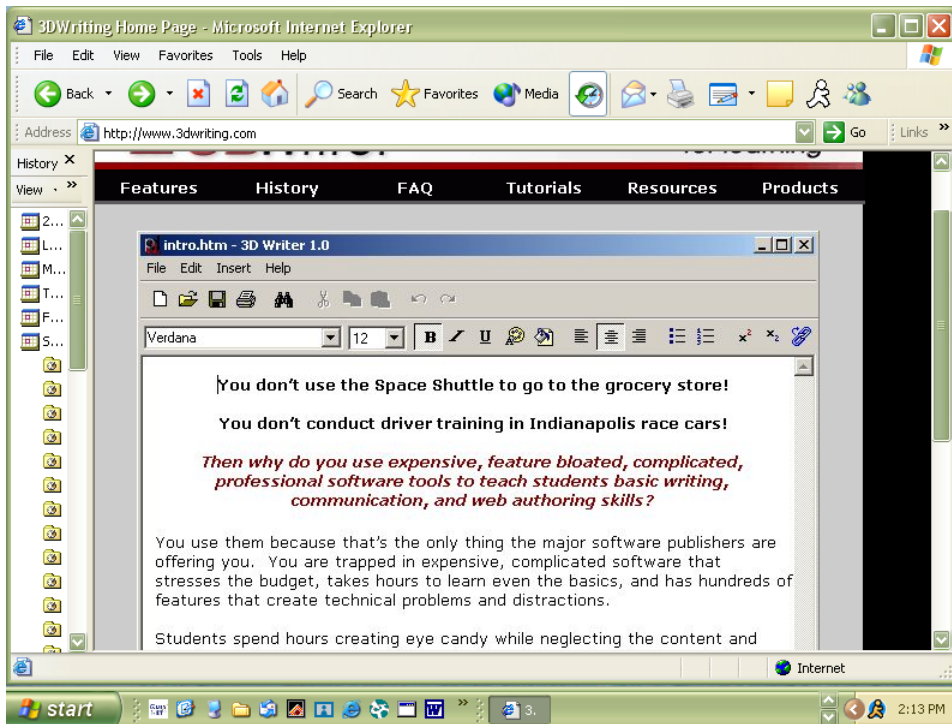 3DWriting Home Page - Microsoft Internet Explorer
File Edit View Favorites Tools Help
Back Search Favorites Media
Address http://www.3dwriting.com Go Links »
History ×
View »
Features History FAQ Tutorials Resources Products
2...
L...
M...
T...
F...
S...
intro.htm - 3D Writer 1.0
File Edit Insert Help
Verdana 12 B I U x² x₂
You don't use the Space Shuttle to go to the grocery store!
You don't conduct driver training in Indianapolis race cars!
Then why do you use expensive, feature bloated, complicated,
professional software tools to teach students basic writing,
communication, and web authoring skills?
You use them because that's the only thing the major software publishers are
offering you. You are trapped in expensive, complicated software that
stresses the budget, takes hours to learn even the basics, and has hundreds of
features that create technical problems and distractions.
Students spend hours creating eye candy while neglecting the content and
Internet
start » 3. 2:13 PM